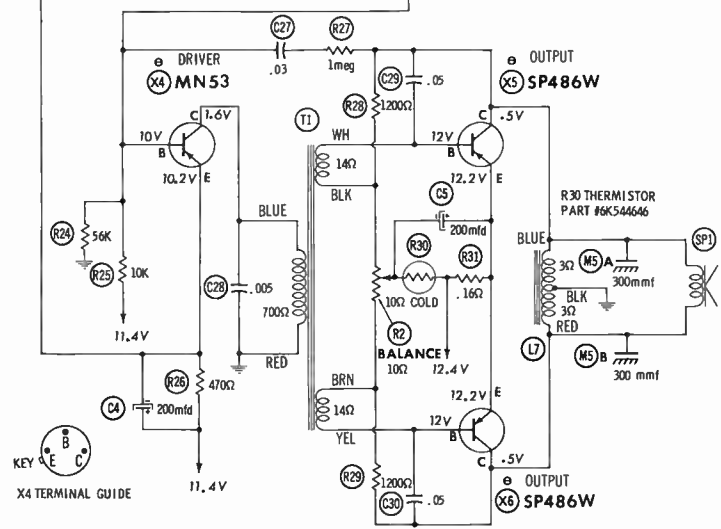 C27
R27
.03
1meg
⊖ DRIVER
X4 MN53
C 1.6V
10V
B
10.2V E
R24
56K
R25
10K
11.4V
R26
470Ω
C4
200mfd
11.4V
B
KEY E C
X4 TERMINAL GUIDE
C28
.005
BLUE
700Ω
RED
T1
WH
14Ω
BLK
BRN
14Ω
YEL
R28
1200Ω
C29
.05
⊖ OUTPUT
X5 SP486W
C .5V
12V
B
12.2V E
C5
200mfd
R30
COLD
R31
.16Ω
10Ω
R2
BALANCE
10Ω
12.4V
12.2V E
12V
B
C .5V
⊖ OUTPUT
X6 SP486W
R29
1200Ω
C30
.05
R30 THERMISTOR
PART #6K544646
BLUE
3Ω
BLK
3Ω
RED
L7
M5 A
300mmf
M5 B
300 mmf
SP1